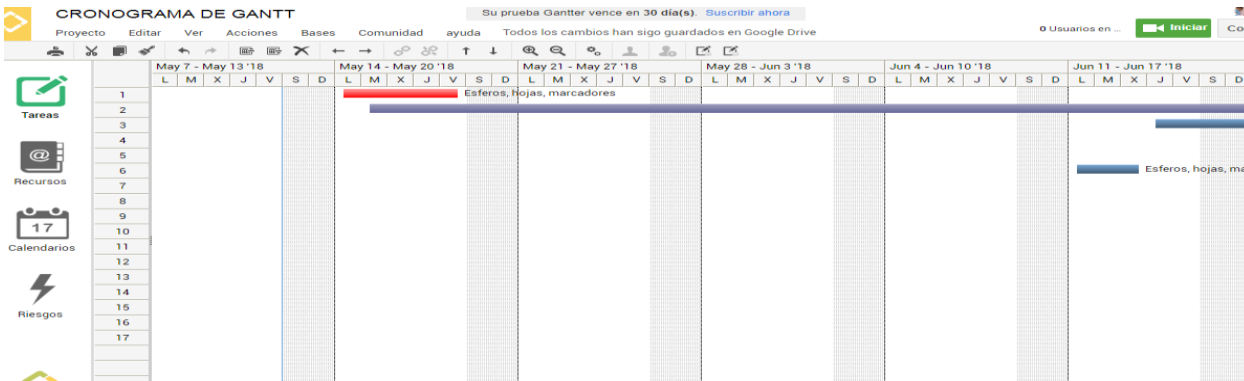 CRONOGRAMA DE GANTT
Su prueba Gantter vence en 30 día(s). Suscribir ahora
Proyecto Editar Ver Acciones Bases Comunidad ayuda Todos los cambios han sigo guardados en Google Drive
0 Usuarios en ... Iniciar Co
May 7 - May 13 '18 May 14 - May 20 '18 May 21 - May 27 '18 May 28 - Jun 3 '18 Jun 4 - Jun 10 '18 Jun 11 - Jun 17 '18
L M X J V S D L M X J V S D L M X J V S D L M X J V S D L M X J V S D L M X J V S D
1 Esferos, hojas, marcadores
Tareas
2
3
4
5
@
6 Esferos, hojas, ma
Recursos
7
8
9
17
10
Calendarios
11
12
13
14
15
Riesgos
16
17